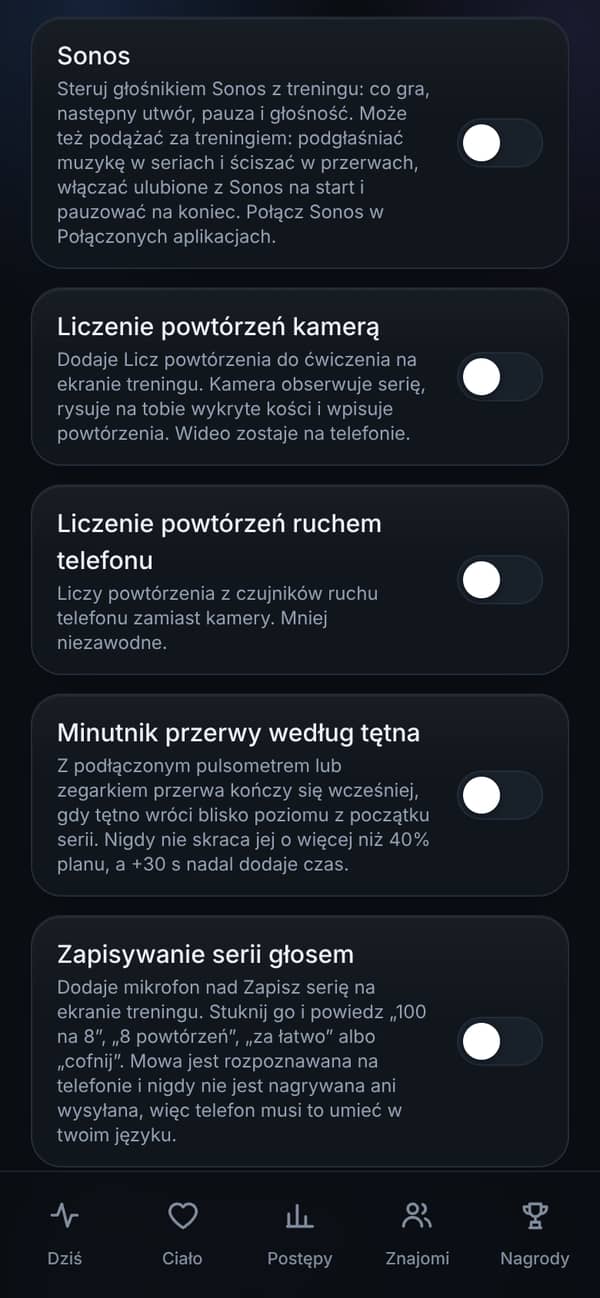 Sonos
Steruj głośnikiem Sonos z treningu: co gra,
następny utwór, pauza i głośność. Może
też podążać za treningiem: podgłaśniać
muzykę w seriach i ściszać w przerwach,
włączać ulubione z Sonos na start i
pauzować na koniec. Połącz Sonos w
Połączonych aplikacjach.
Liczenie powtórzeń kamerą
Dodaje Licz powtórzenia do ćwiczenia na
ekranie treningu. Kamera obserwuje serię,
rysuje na tobie wykryte kości i wpisuje
powtórzenia. Wideo zostaje na telefonie.
Liczenie powtórzeń ruchem
telefonu
Liczy powtórzenia z czujników ruchu
telefonu zamiast kamery. Mniej
niezawodne.
Minutnik przerwy według tętna
Z podłączonym pulsometrem lub
zegarkiem przerwa kończy się wcześniej,
gdy tętno wróci blisko poziomu z początku
serii. Nigdy nie skraca jej o więcej niż 40%
planu, a +30 s nadal dodaje czas.
Zapisywanie serii głosem
Dodaje mikrofon nad Zapisz serię na
ekranie treningu. Stuknij go i powiedz „100
na 8”, „8 powtórzeń”, „za łatwo” albo
„cofnij”. Mowa jest rozpoznawana na
telefonie i nigdy nie jest nagrywana ani
wysyłana, więc telefon musi to umieć w
twoim języku.
Dziś
Ciało
Postępy
Znajomi
Nagrody